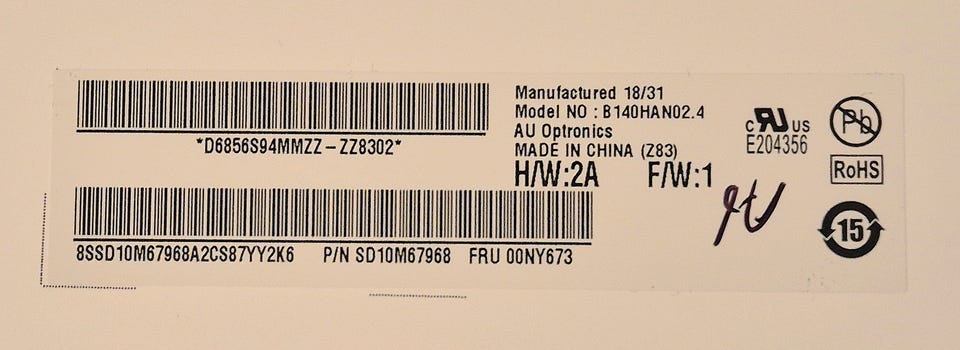 *D6856S94MMZZ-ZZ8302*
8SSD10M67968A2CS87YY2K6 P/N SD10M67968 FRU 00NY673
Manufactured 18/31
Model NO : B140HAN02.4
AU Optronics
MADE IN CHINA (Z83)
H/W:2A F/W:1
c RU US
E204356
Pb
RoHS
15